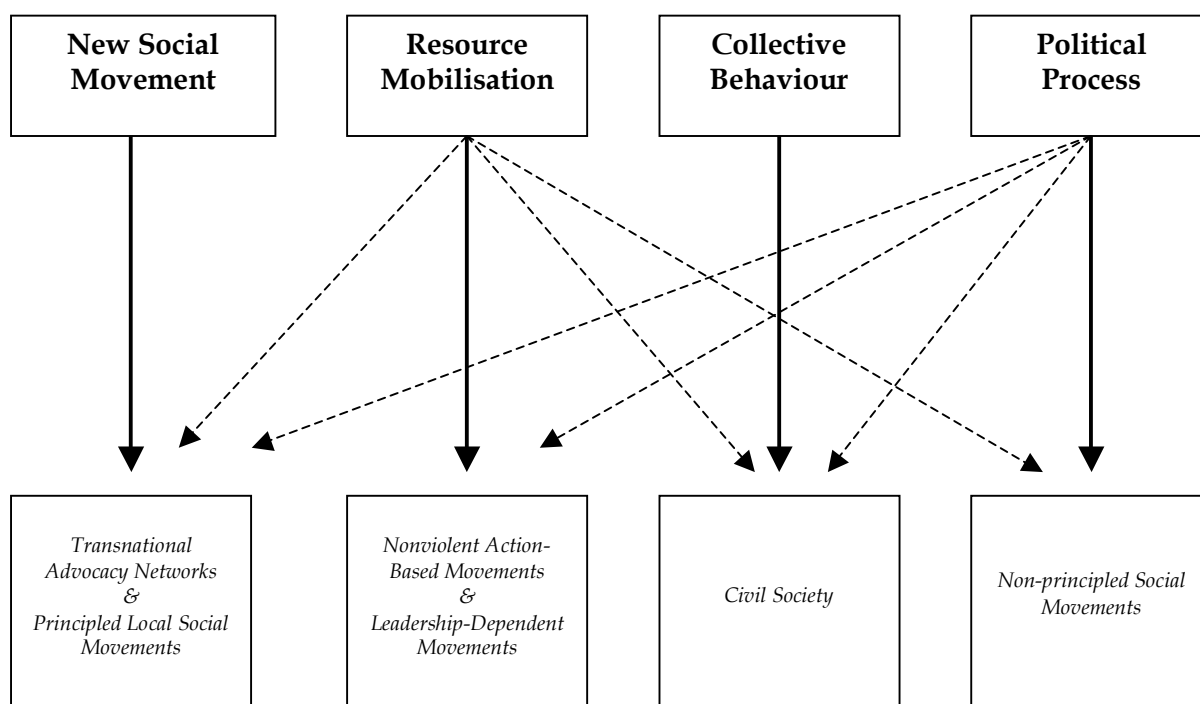 New Social
Movement
Resource
Mobilisation
Collective
Behaviour
Political
Process
Transnational
Advocacy Networks
&
Principled Local Social
Movements
Nonviolent Action-
Based Movements
&
Leadership-Dependent
Movements
Civil Society
Non-principled Social
Movements